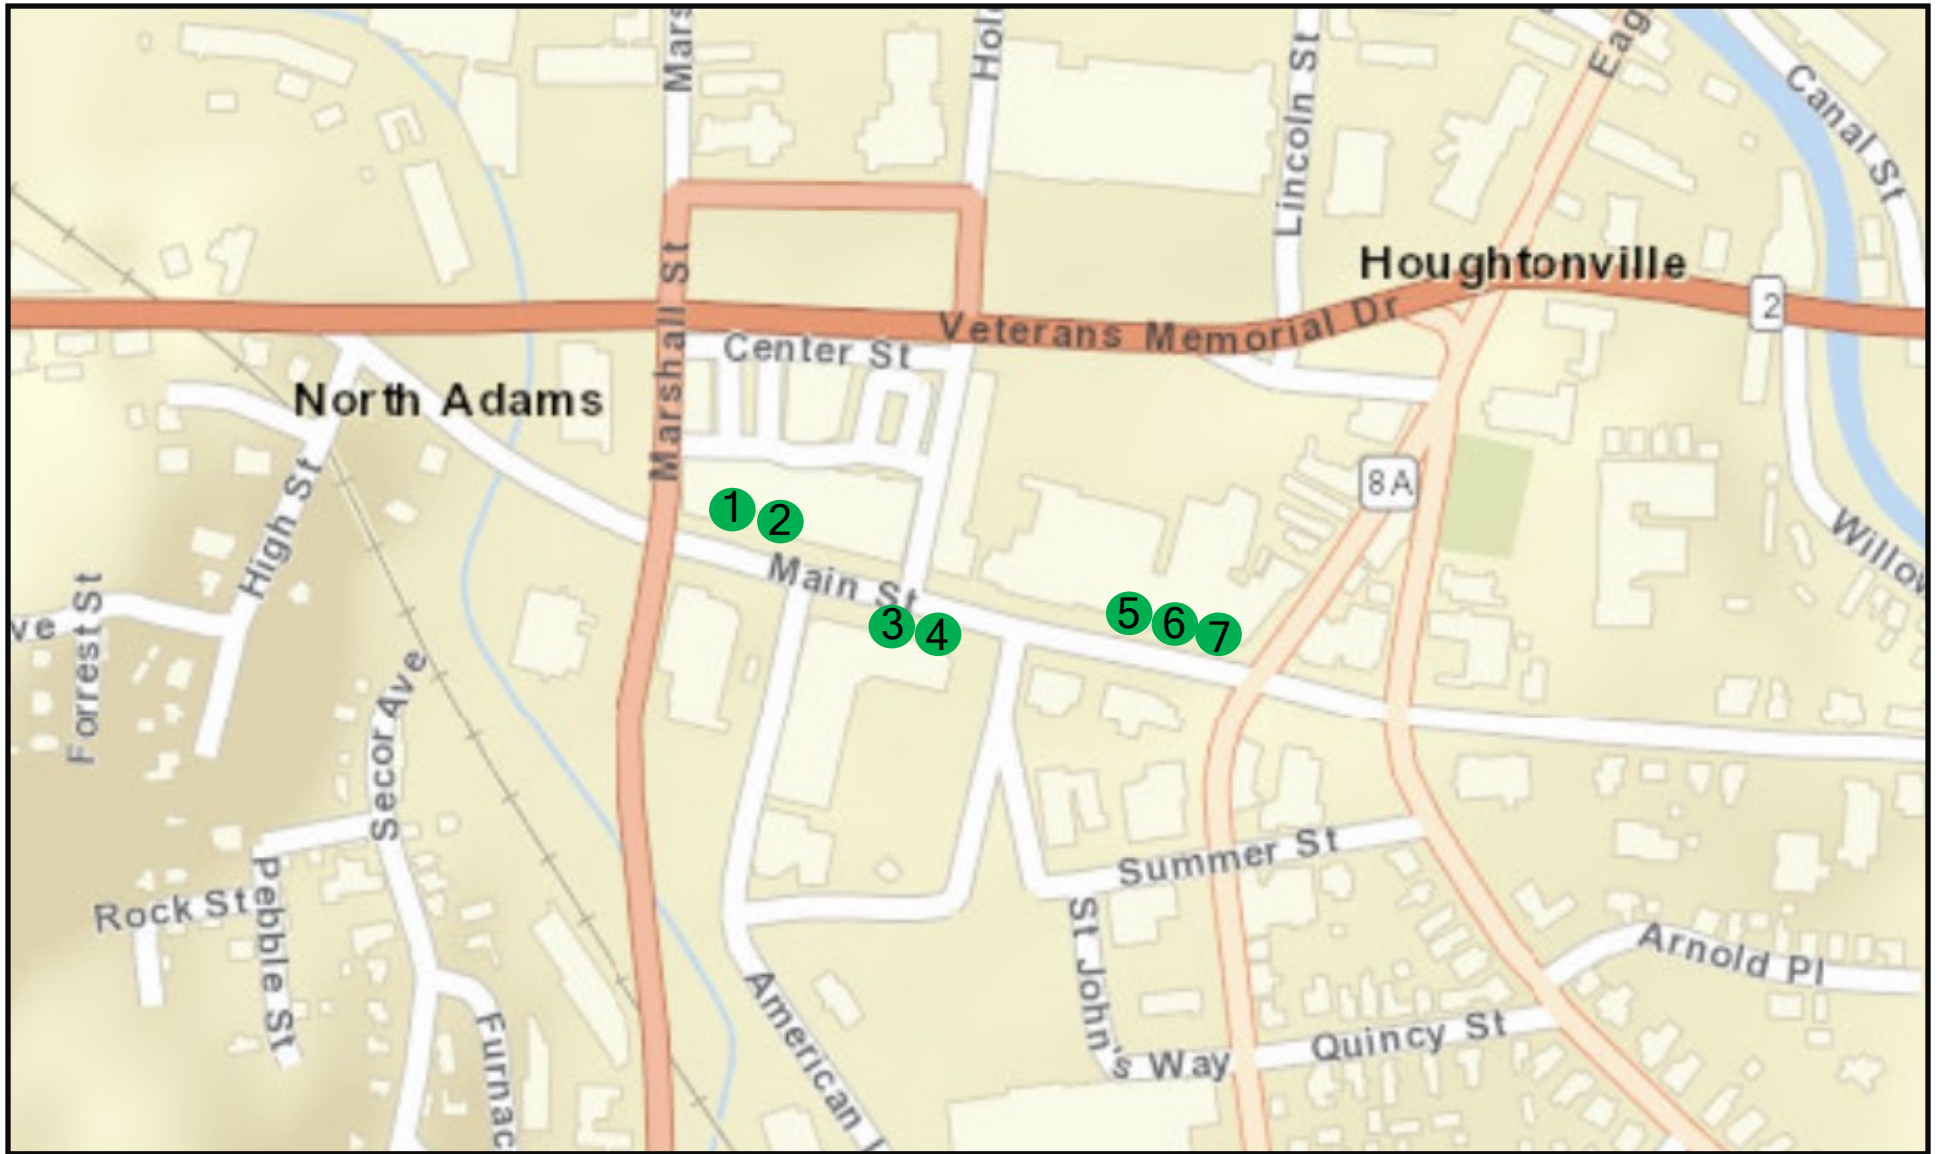 Mars
Hol
Lincoln St
Eag
Canal St
Houghtonville
2
Marshall St
Veterans Memorial Dr
Center St
North Adams
High St
8A
1
2
Main St
3
4
5
6
7
Willow
ve
Forrest St
Secor Ave
Summer St
Rock St
Pebble St
St John's Way
Arnold Pl
American
Furnac
Quincy St